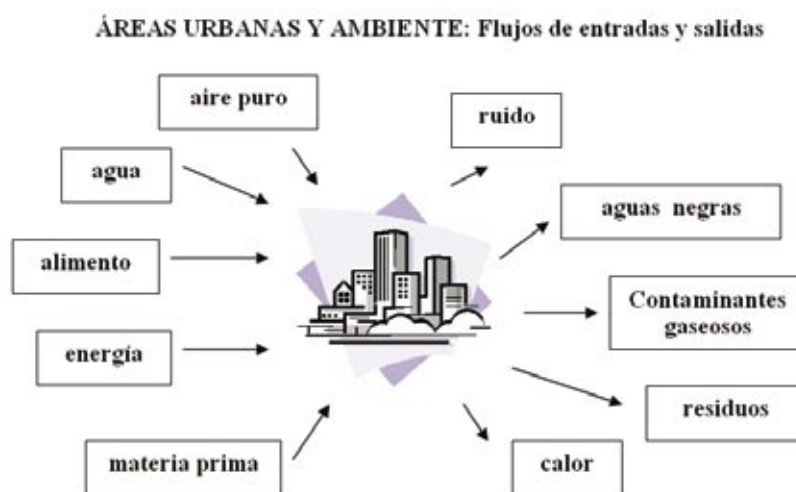 ÁREAS URBANAS Y AMBIENTE: Flujos de entradas y salidas
aire puro
agua
alimento
energía
materia prima
ruido
aguas negras
Contaminantes
gaseosos
residuos
calor